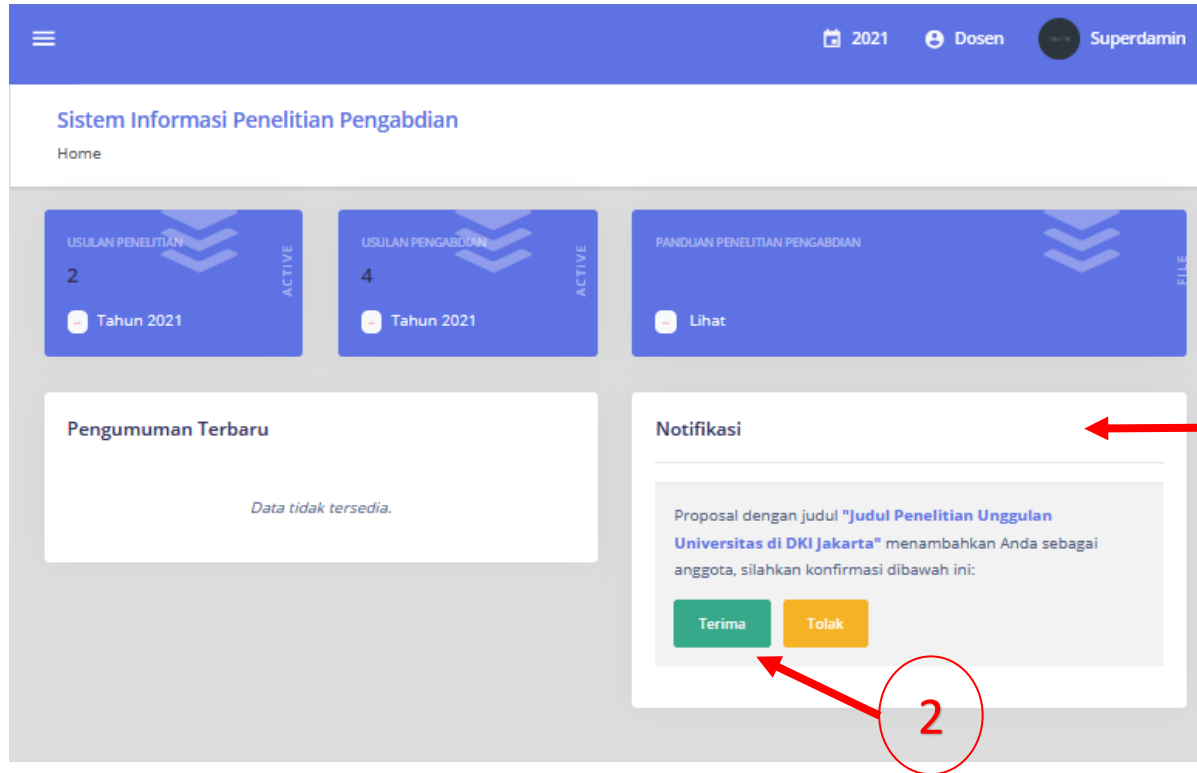 2021 Dosen Superdamin
Sistem Informasi Penelitian Pengabdian
Home
USULAN PENELITIAN
2
ACTIVE
Tahun 2021
USULAN PENGABDIAN
4
ACTIVE
Tahun 2021
PANDUAN PENELITIAN PENGABDIAN
FILE
Lihat
Pengumuman Terbaru
Data tidak tersedia.
Notifikasi
Proposal dengan judul "Judul Penelitian Unggulan
Universitas di DKI Jakarta" menambahkan Anda sebagai
anggota, silahkan konfirmasi dibawah ini:
Terima Tolak
2